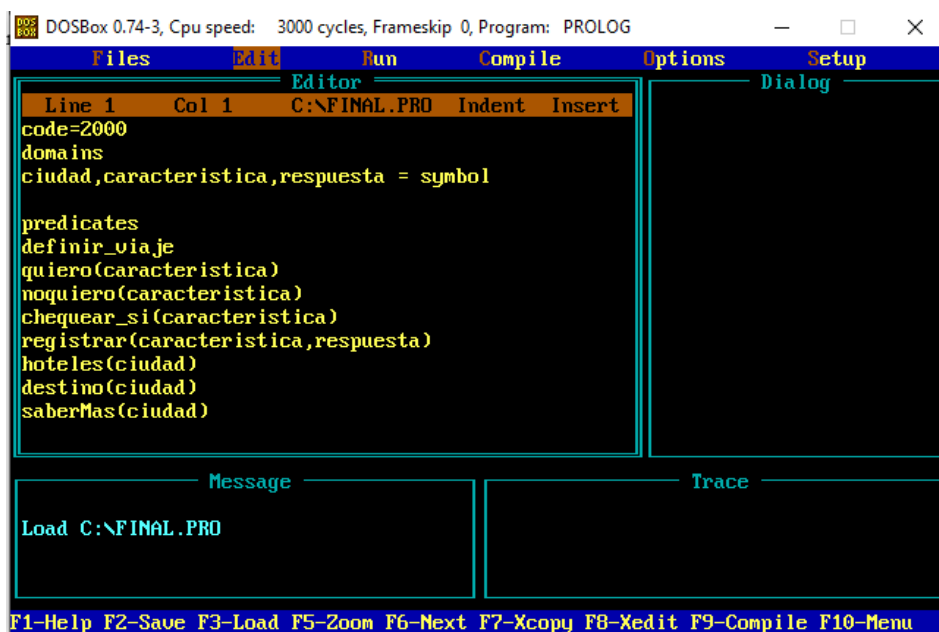 DOSBox 0.74-3, Cpu speed: 3000 cycles, Frameskip 0, Program: PROLOG
Files Edit Run Compile Options Setup
Editor
Line 1 Col 1 C:\FINAL.PRO Indent Insert
code=2000
domains
ciudad,caracteristica,respuesta = symbol
predicates
definir_viaje
quiero(caracteristica)
noquiero(caracteristica)
chequear_si(caracteristica)
registrar(caracteristica,respuesta)
hoteles(ciudad)
destino(ciudad)
saberMas(ciudad)
Dialog
Message
Load C:\FINAL.PRO
Trace
F1-Help F2-Save F3-Load F5-Zoom F6-Next F7-Xcopy F8-Xedit F9-Compile F10-Menu